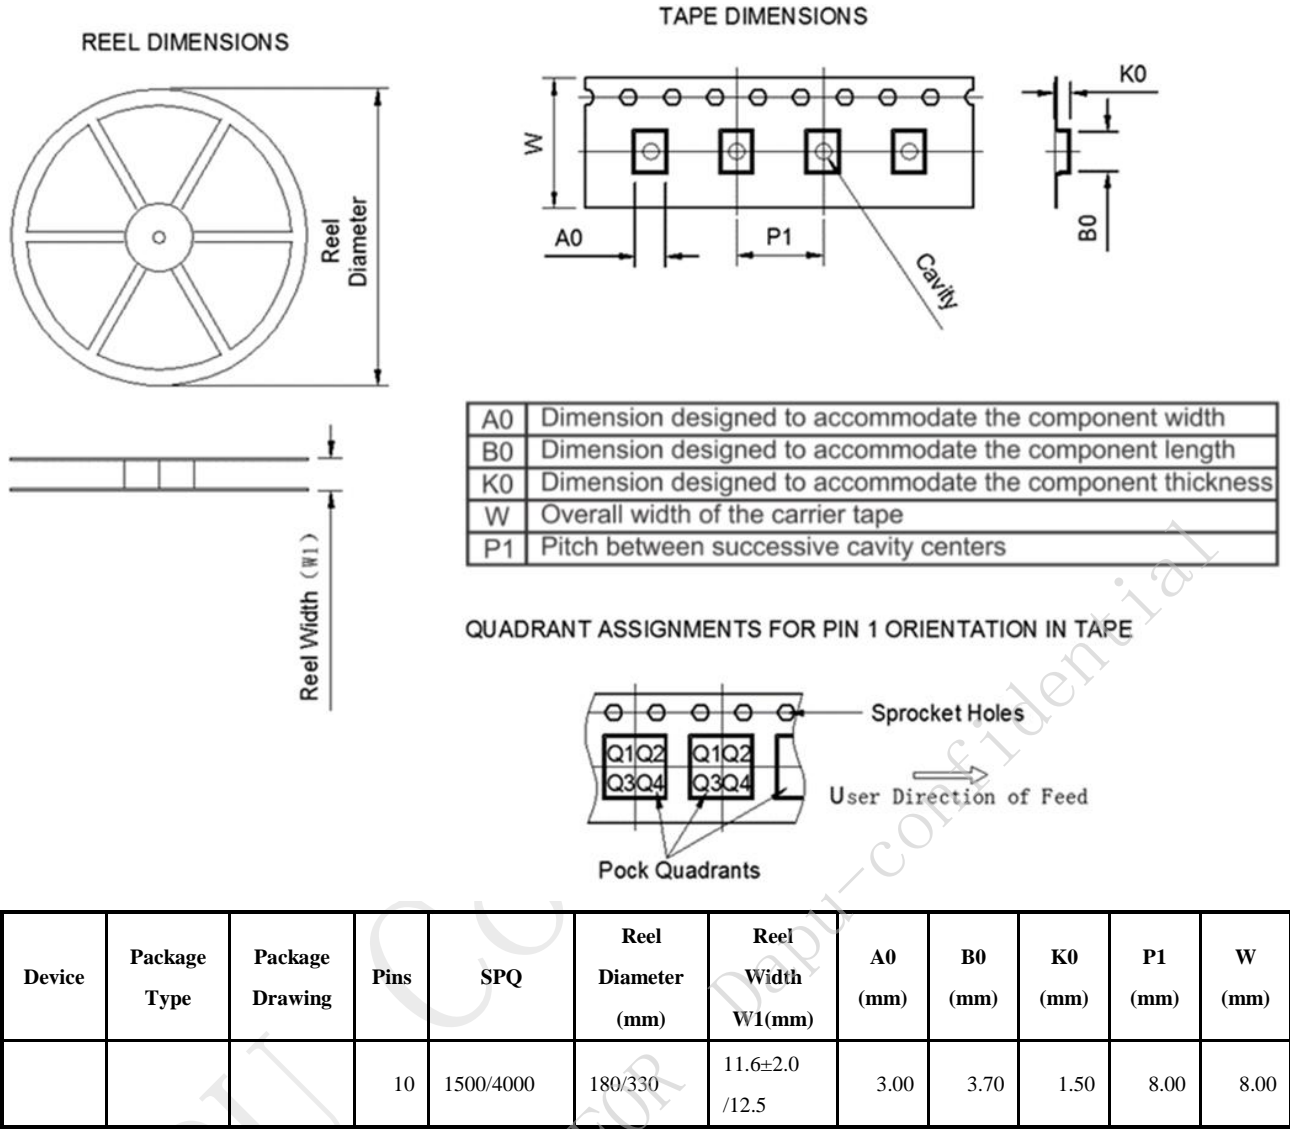 TAPE DIMENSIONS
REEL DIMENSIONS
Reel
Diameter
W
A0
P1
Cavity
K0
B0
A0 Dimension designed to accommodate the component width
B0 Dimension designed to accommodate the component length
K0 Dimension designed to accommodate the component thickness
W Overall width of the carrier tape
P1 Pitch between successive cavity centers
Reel Width (W1)
QUADRANT ASSIGNMENTS FOR PIN 1 ORIENTATION IN TAPE
Sprocket Holes
Q1 Q2 Q1 Q2
Q3 Q4 Q3 Q4
User Direction of Feed
Pock Quadrants
Device Package Type Package Drawing Pins SPQ Reel Diameter (mm) Reel Width W1(mm) A0 (mm) B0 (mm) K0 (mm) P1 (mm) W (mm)
10 1500/4000 180/330 11.6±2.0 /12.5 3.00 3.70 1.50 8.00 8.00
Dapu-confidential
FOR